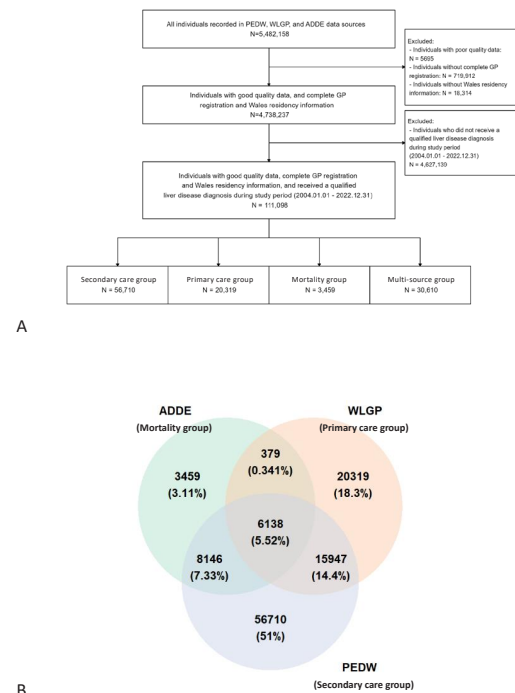 All individuals recorded in PEDW, WLGP, and ADDE data sources
N=5,482,158
Excluded:
- Individuals with poor quality data:
N = 5695
- Individuals without complete GP
registration: N = 719,912
- Individuals without Wales residency
information: N = 18,314
Individuals with good quality data, and complete GP
registration and Wales residency information
N=4,738,237
Excluded:
- Individuals who did not receive a
qualified liver disease diagnosis
during study period
(2004.01.01 - 2022.12.31)
N = 4,627,139
Individuals with good quality data, complete GP registration
and Wales residency information, and received a qualified
liver disease diagnosis during study period (2004.01.01 - 2022.12.31)
N = 111,098
Secondary care group
N = 56,710
Primary care group
N = 20,319
Mortality group
N = 3,459
Multi-source group
N = 30,610
A
ADDE
(Mortality group)
WLGP
(Primary care group)
379
(0.341%)
3459
(3.11%)
20319
(18.3%)
6138
(5.52%)
8146
(7.33%)
15947
(14.4%)
56710
(51%)
PEDW
(Secondary care group)
B